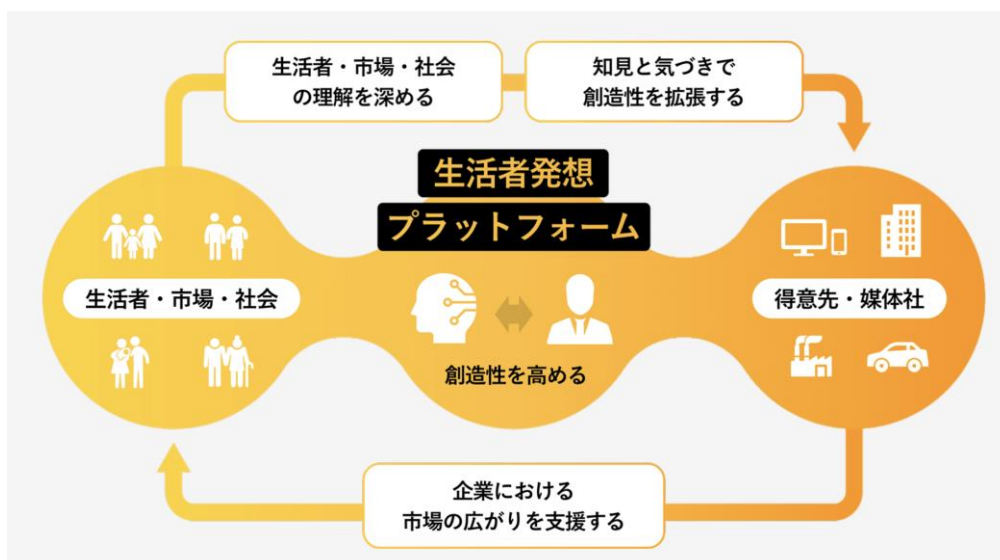 生活者・市場・社会
の理解を深める
知見と気づきで
創造性を拡張する
生活者発想
プラットフォーム
生活者・市場・社会
創造性を高める
得意先・媒体社
企業における
市場の広がりを支援する